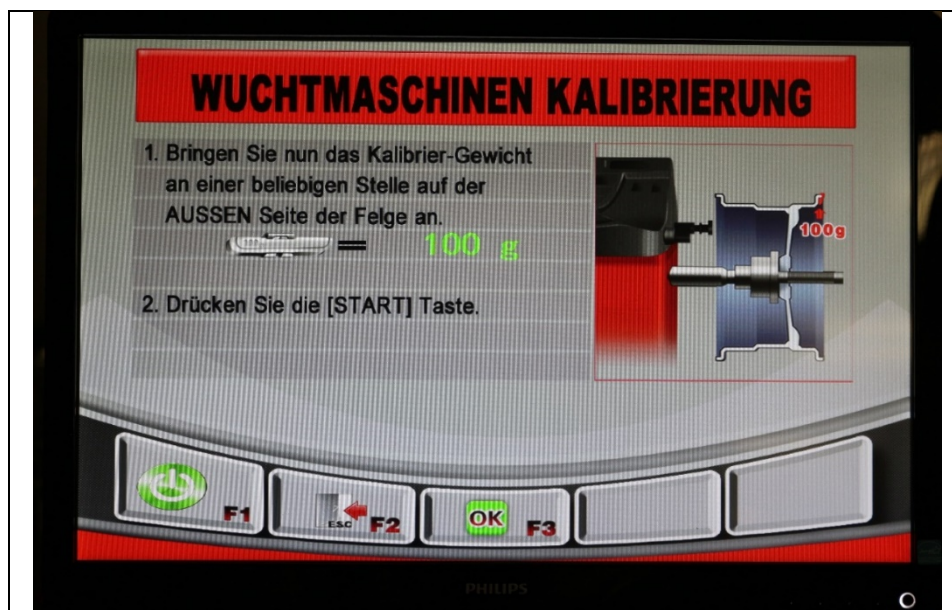 WUCHTMASCHINEN KALIBRIERUNG
1. Bringen Sie nun das Kalibrier-Gewicht
an einer beliebigen Stelle auf der
AUSSEN Seite der Felge an.
= 100 g
2. Drücken Sie die [START] Taste.
100g
F1
ESC F2
OK F3
PHILIPS